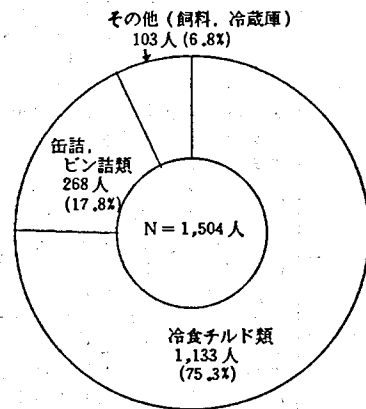 その他（飼料，冷蔵庫）
103人（6.8%）
缶詰，
ビン詰類
268人
（17.8%）
N＝1,504人
冷食チルド類
1,133人
（75.3%）